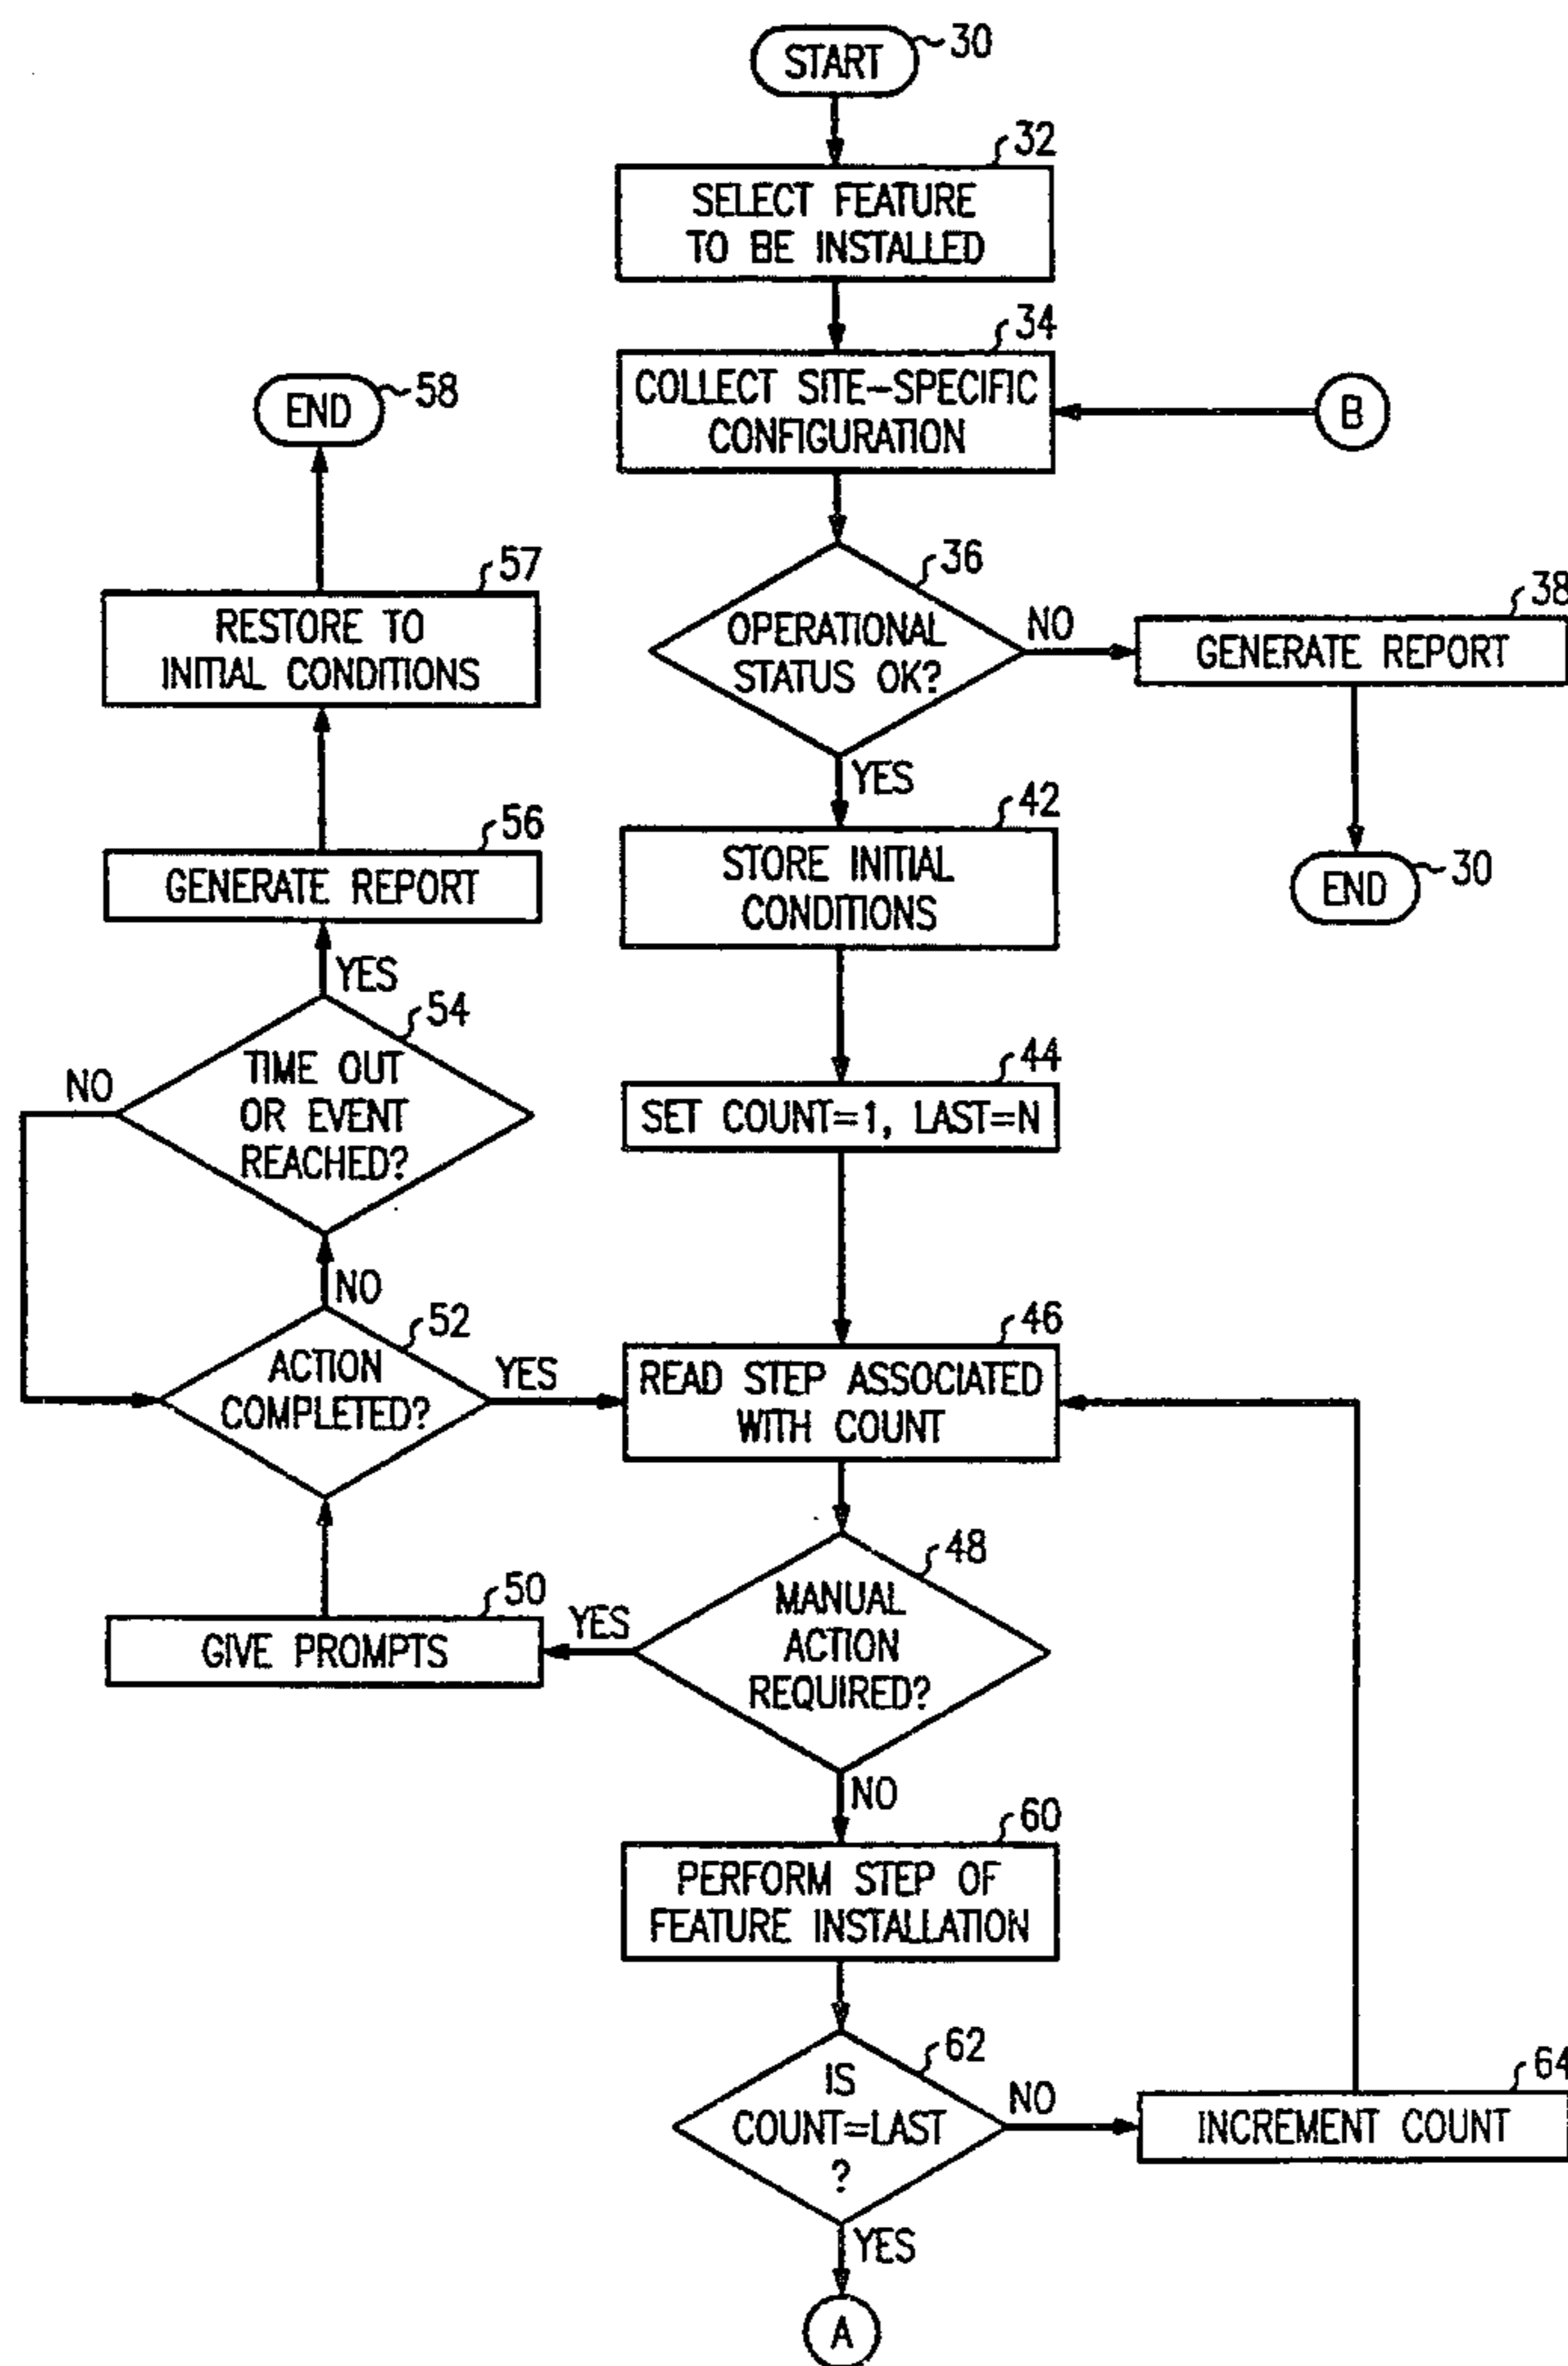 START
30
32
SELECT FEATURE
TO BE INSTALLED
34
COLLECT SITE-SPECIFIC
CONFIGURATION
B
36
OPERATIONAL
STATUS OK?
NO
38
GENERATE REPORT
END
30
YES
42
STORE INITIAL
CONDITIONS
44
SET COUNT=1, LAST=N
46
READ STEP ASSOCIATED
WITH COUNT
48
MANUAL
ACTION
REQUIRED?
YES
50
GIVE PROMPTS
52
ACTION
COMPLETED?
YES
NO
54
TIME OUT
OR EVENT
REACHED?
NO
YES
56
GENERATE REPORT
57
RESTORE TO
INITIAL CONDITIONS
END
58
NO
60
PERFORM STEP OF
FEATURE INSTALLATION
62
IS
COUNT=LAST
?
NO
64
INCREMENT COUNT
YES
A